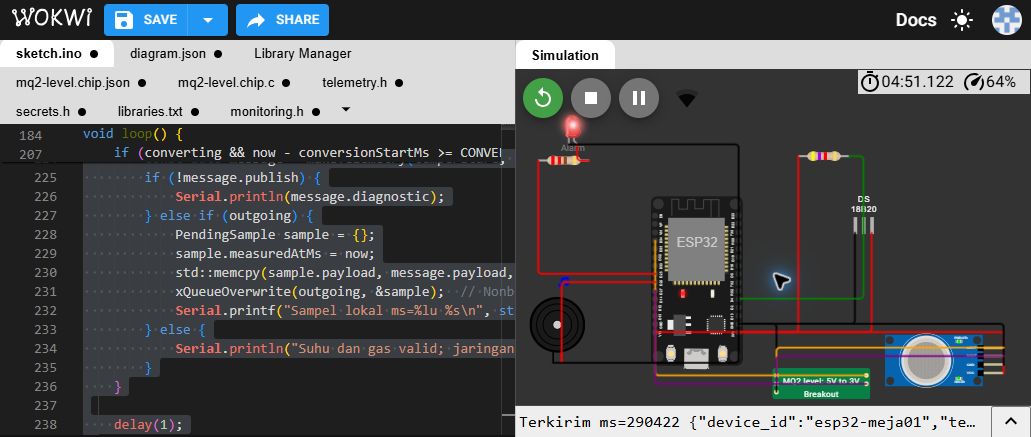 WOKWI
SAVE
SHARE
Docs
sketch.ino
diagram.json
Library Manager
mq2-level.chip.json
mq2-level.chip.c
telemetry.h
secrets.h
libraries.txt
monitoring.h
184 void loop() {
207 if (converting && now - conversionStartMs >= CONVE
225 if (!message.publish) {
226 Serial.println(message.diagnostic);
227 } else if (outgoing) {
228 PendingSample sample = {};
229 sample.measuredAtMs = now;
230 std::memcpy(sample.payload, message.payload,
231 xQueueOverwrite(outgoing, &sample); // Nonb
232 Serial.printf("Sampel lokal ms=%lu %s\n", st
233 } else {
234 Serial.println("Suhu dan gas valid; jaringan
235 }
236 }
237
238 delay(1);
Simulation
04:51.122
64%
Alarm
ESP32
DS
18B20
MQ2 level: 5V to 3V
Breakout
Terkirim ms=290422 {"device_id":"esp32-meja01","te…